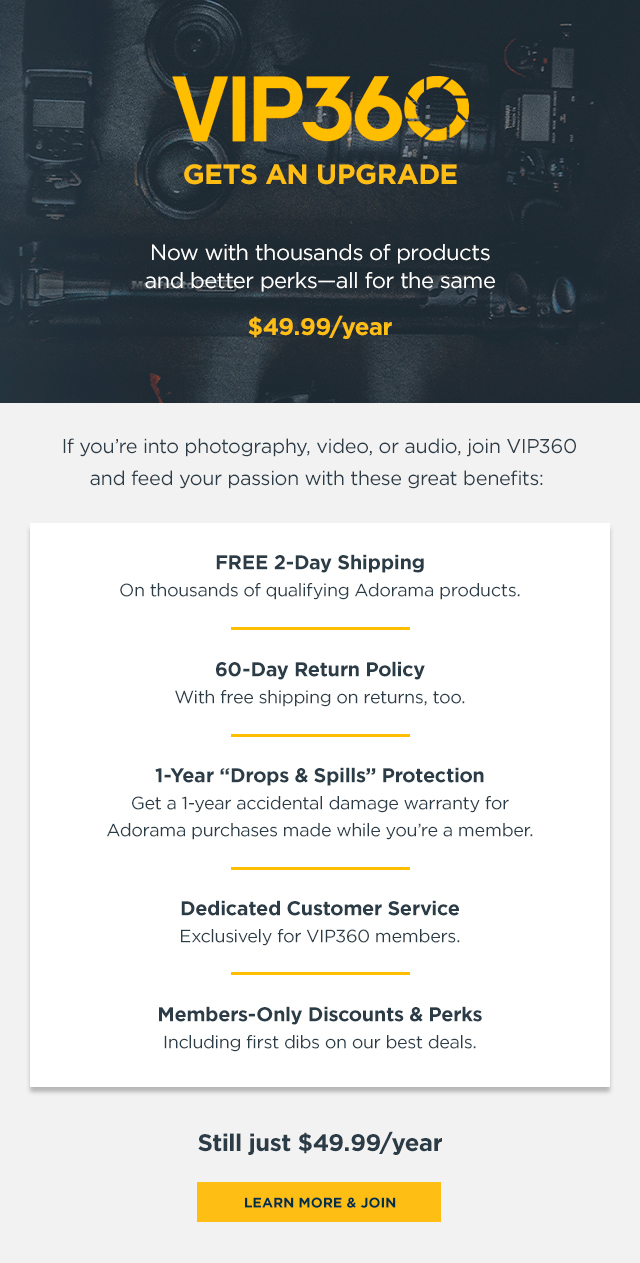 VIP360
GETS AN UPGRADE
Now with thousands of products
and better perks—all for the same
$49.99/year
If you’re into photography, video, or audio, join VIP360
and feed your passion with these great benefits:
FREE 2-Day Shipping
On thousands of qualifying Adorama products.
60-Day Return Policy
With free shipping on returns, too.
1-Year “Drops & Spills” Protection
Get a 1-year accidental damage warranty for
Adorama purchases made while you’re a member.
Dedicated Customer Service
Exclusively for VIP360 members.
Members-Only Discounts & Perks
Including first dibs on our best deals.
Still just $49.99/year
LEARN MORE & JOIN